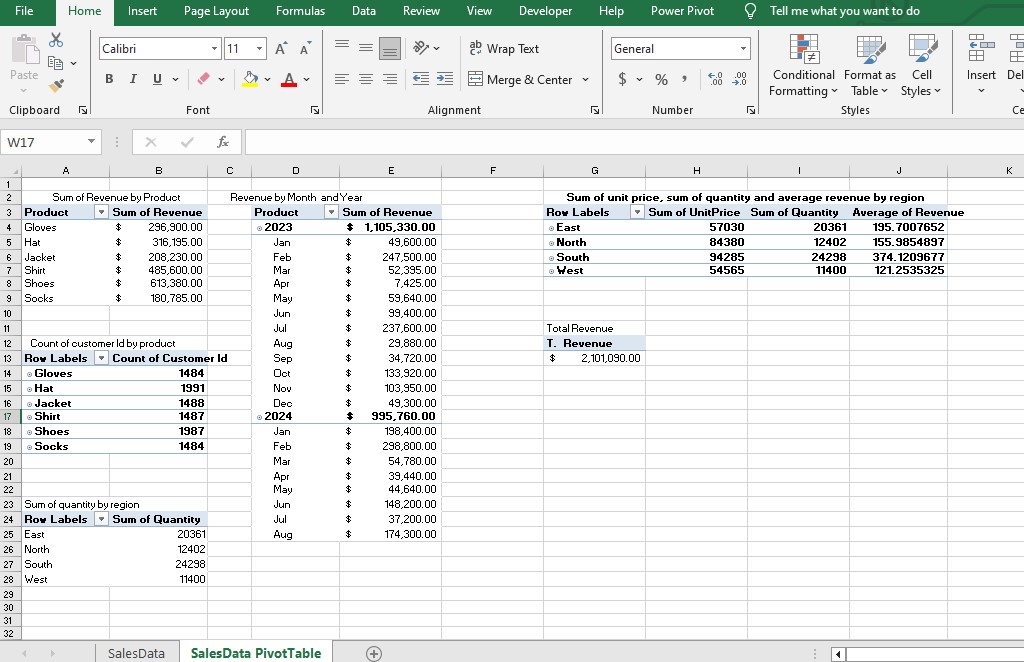 File Home Insert Page Layout Formulas Data Review View Developer Help Power Pivot Tell me what you want to do
Calibri 11 ab Wrap Text General
Paste B I U A Merge & Center $ % , Conditional Formatting Format as Table Cell Styles Insert Del
Clipboard Font Alignment Number Styles Ce
W17 fx
A B C D E F G H I J K
1
2 Sum of Revenue by Product Revenue by Month and Year Sum of unit price, sum of quantity and average revenue by region
3 Product Sum of Revenue Product Sum of Revenue Row Labels Sum of UnitPrice Sum of Quantity Average of Revenue
4 Gloves $ 296,900.00 2023 $ 1,105,330.00 East 57030 20361 195.7007652
5 Hat $ 316,195.00 Jan $ 49,600.00 North 84380 12402 155.9854897
6 Jacket $ 208,230.00 Feb $ 247,500.00 South 94285 24298 374.1209677
7 Shirt $ 485,600.00 Mar $ 52,395.00 West 54565 11400 121.2535325
8 Shoes $ 613,380.00 Apr $ 7,425.00
9 Socks $ 180,785.00 May $ 59,640.00
10 Jun $ 99,400.00
11 Jul $ 237,600.00 Total Revenue
12 Count of customer Id by product Aug $ 29,880.00 T. Revenue
13 Row Labels Count of Customer Id Sep $ 34,720.00 $ 2,101,090.00
14 Gloves 1484 Oct $ 133,920.00
15 Hat 1991 Nov $ 103,950.00
16 Jacket 1488 Dec $ 49,300.00
17 Shirt 1487 2024 $ 995,760.00
18 Shoes 1987 Jan $ 198,400.00
19 Socks 1484 Feb $ 298,800.00
20 Mar $ 54,780.00
21 Apr $ 39,440.00
22 May $ 44,640.00
23 Sum of quantity by region Jun $ 148,200.00
24 Row Labels Sum of Quantity Jul $ 37,200.00
25 East 20361 Aug $ 174,300.00
26 North 12402
27 South 24298
28 West 11400
29
30
31
32
SalesData SalesData PivotTable